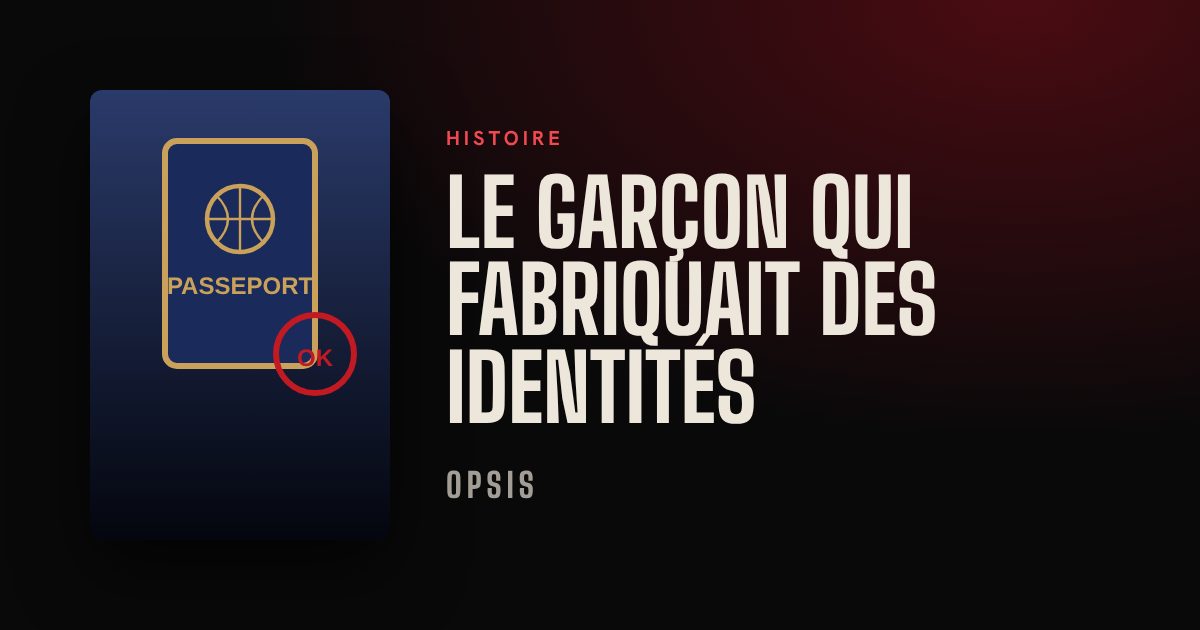 PASSEPORT
OK
HISTOIRE
LE GARÇON QUI
FABRIQUAIT DES
IDENTITÉS
OPSIS